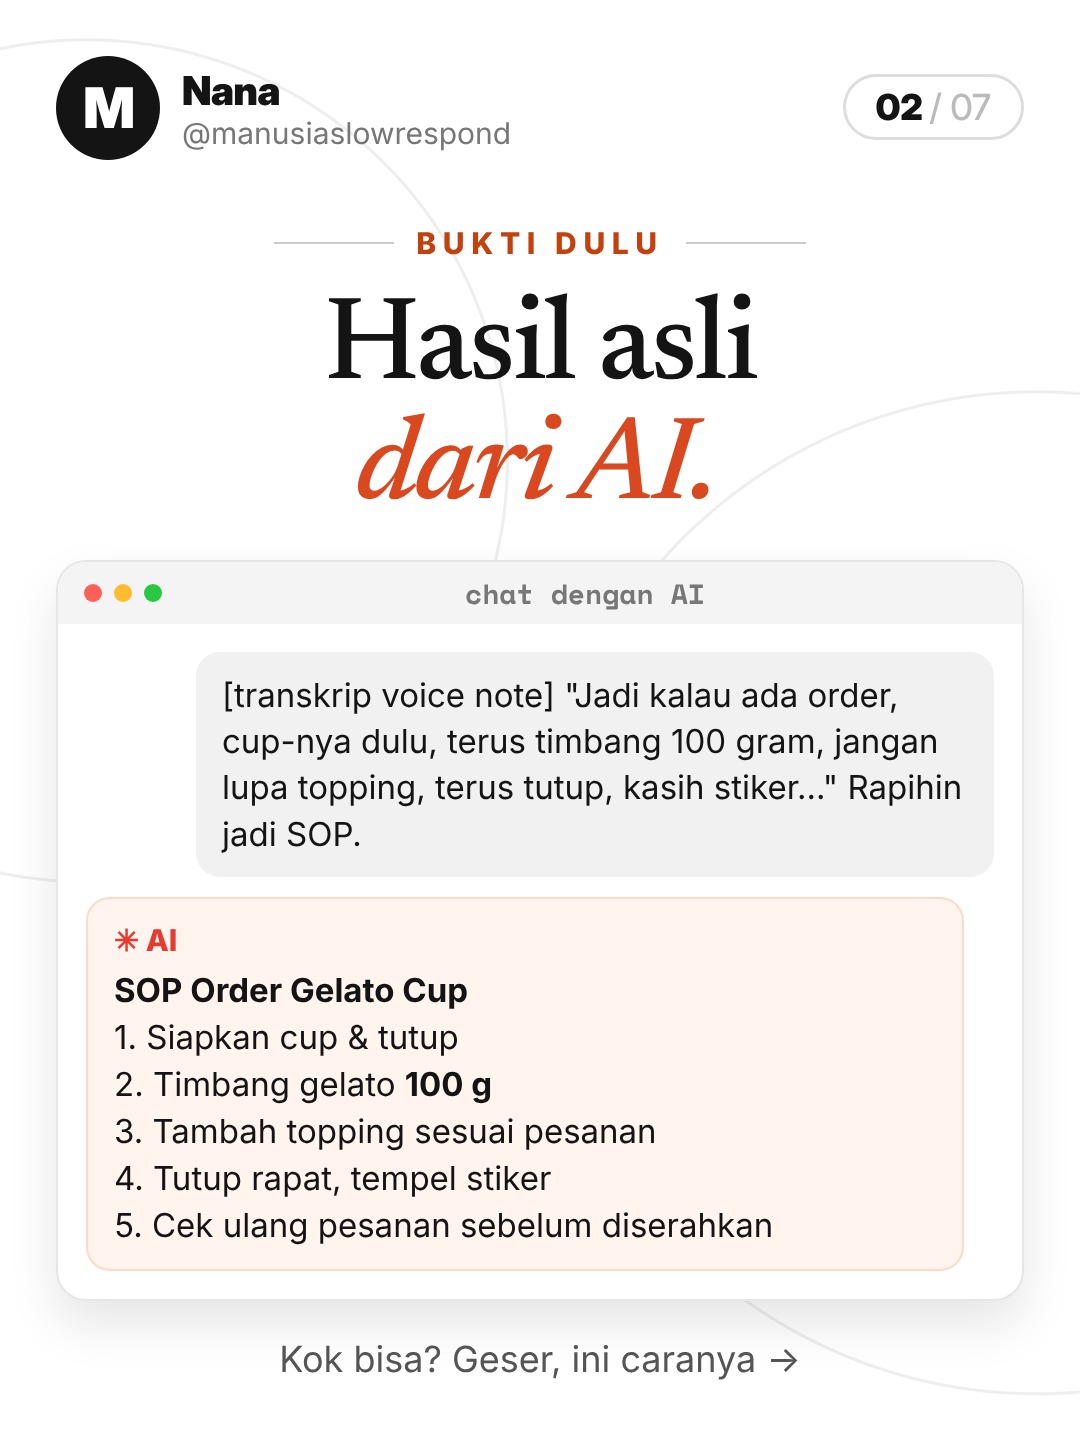 M
Nana
@manusiaslowrespond
02 / 07
BUKTI DULU
Hasil asli
dari AI.
chat dengan AI
[transkrip voice note] "Jadi kalau ada order,
cup-nya dulu, terus timbang 100 gram, jangan
lupa topping, terus tutup, kasih stiker..." Rapihin
jadi SOP.
✳ AI
SOP Order Gelato Cup
1. Siapkan cup & tutup
2. Timbang gelato 100 g
3. Tambah topping sesuai pesanan
4. Tutup rapat, tempel stiker
5. Cek ulang pesanan sebelum diserahkan
Kok bisa? Geser, ini caranya →